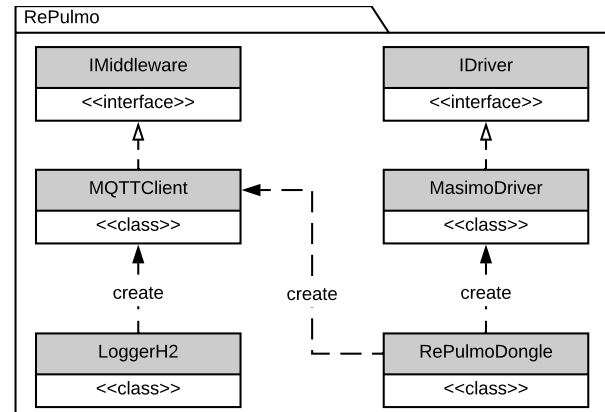 RePulmo
IMiddleware
<<interface>>
IDriver
<<interface>>
MQTTClient
<<class>>
MasimoDriver
<<class>>
create
create
create
LoggerH2
<<class>>
RePulmoDongle
<<class>>